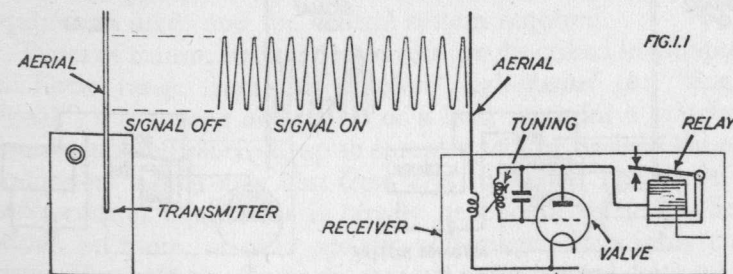 FIG.1.1
AERIAL
AERIAL
SIGNAL OFF
SIGNAL ON
TUNING
RELAY
TRANSMITTER
RECEIVER
VALVE